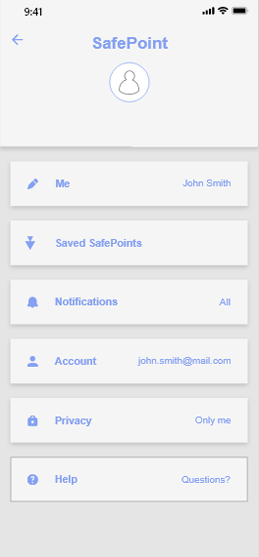 9:41
SafePoint
Me John Smith
Saved SafePoints
Notifications All
Account john.smith@mail.com
Privacy Only me
Help Questions?